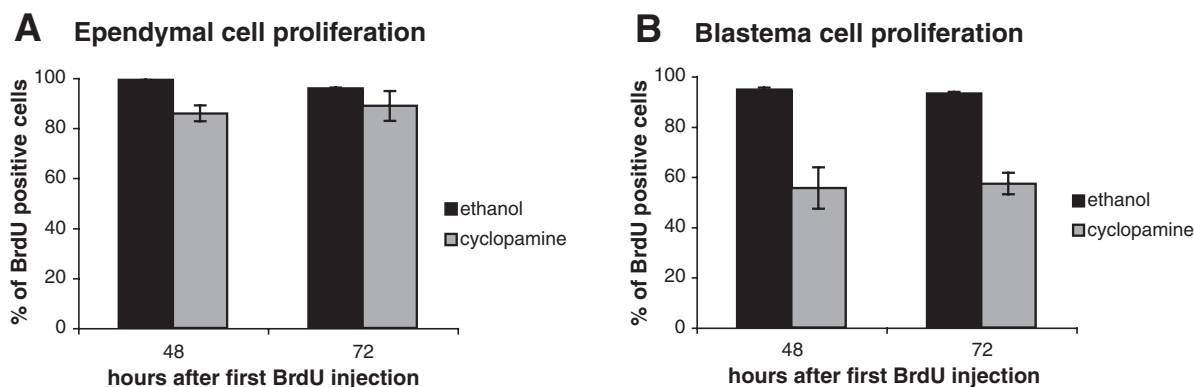 A Ependymal cell proliferation
% of BrdU positive cells
100
80
60
40
20
0
48
72
hours after first BrdU injection
ethanol
cyclopamine
B Blastema cell proliferation
% of BrdU positive cells
100
80
60
40
20
0
48
72
hours after first BrdU injection
ethanol
cyclopamine